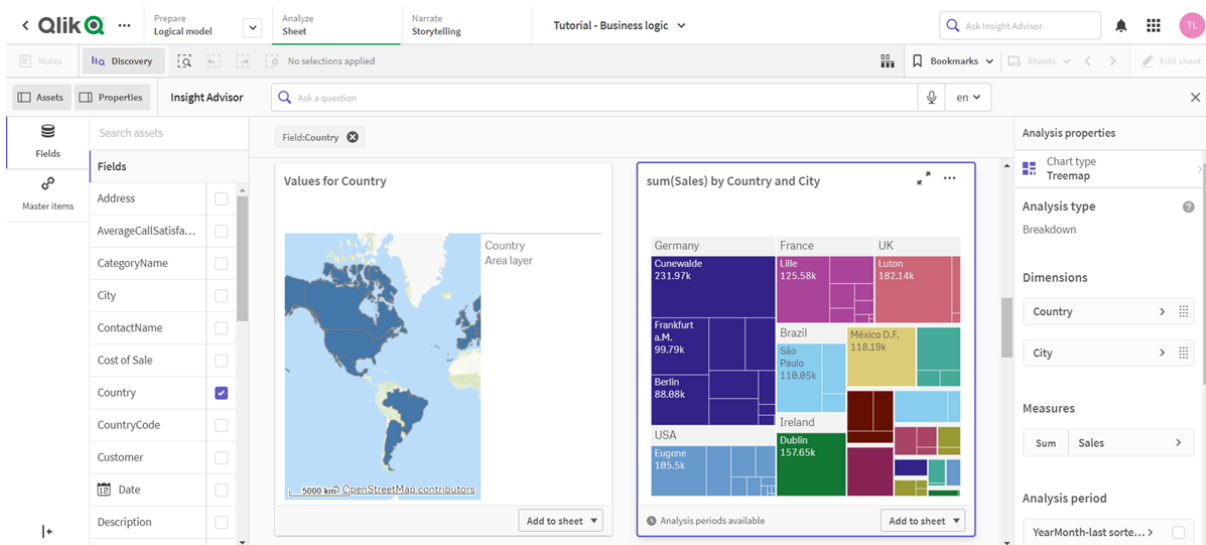 Qlik
Prepare
Logical model
Analyze
Sheet
Narrate
Storytelling
Tutorial - Business logic
Ask Insight Advisor
TL
Notes
Discovery
No selections applied
Bookmarks
Sheets
Edit sheet
Assets
Properties
Insight Advisor
Ask a question
en
Fields
Master items
Search assets
Fields
Address
AverageCallSatisfa...
CategoryName
City
ContactName
Cost of Sale
Country
CountryCode
Customer
Date
Description
Field:Country
Values for Country
Country
Area layer
5000 km
© OpenStreetMap contributors
Add to sheet
sum(Sales) by Country and City
Germany
France
UK
Cunewalde
231.97k
Lille
125.58k
Luton
182.14k
Frankfurt
a.M.
99.79k
Brazil
São
Paulo
110.05k
México D.F.
118.19k
Berlin
88.08k
Ireland
Dublin
157.65k
USA
Eugene
105.5k
Analysis periods available
Add to sheet
Analysis properties
Chart type
Treemap
Analysis type
Breakdown
Dimensions
Country
City
Measures
Sum
Sales
Analysis period
YearMonth-last sorte...